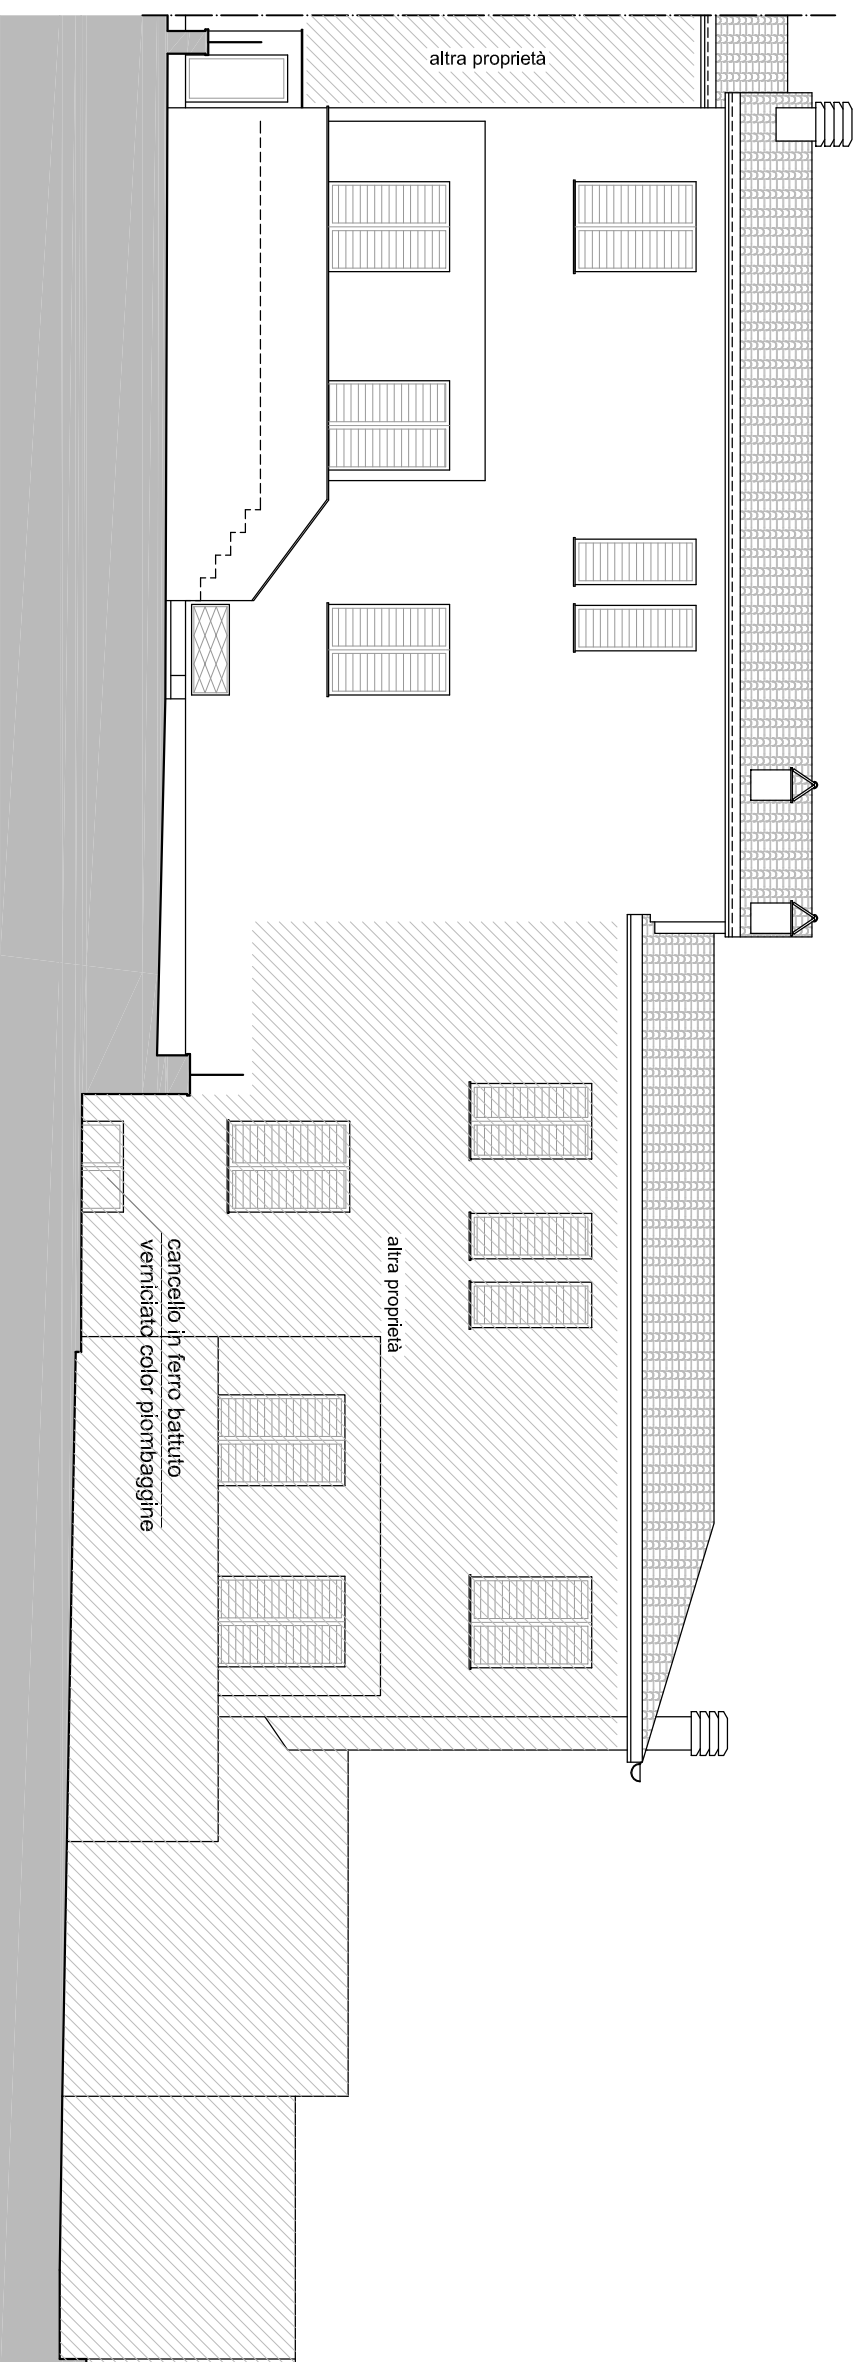 altra proprietà
altra proprietà
cancello in ferro battuto
verniciato color piombaggine